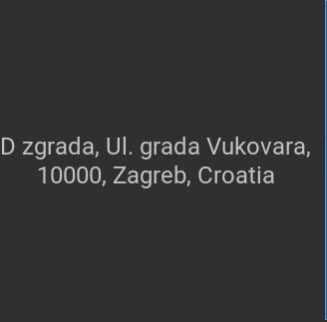 D zgrada, Ul. grada Vukovara,
10000, Zagreb, Croatia